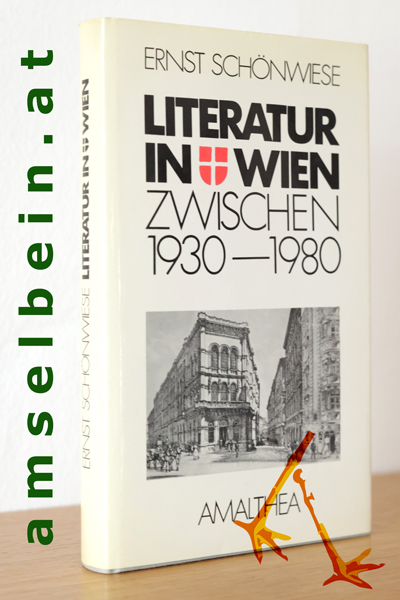 amselbein.at
ERNST SCHÖNWIESE LITERATUR IN WIEN
ERNST SCHÖNWIESE
LITERATUR
IN WIEN
ZWISCHEN
1930—1980
AMALTHEA